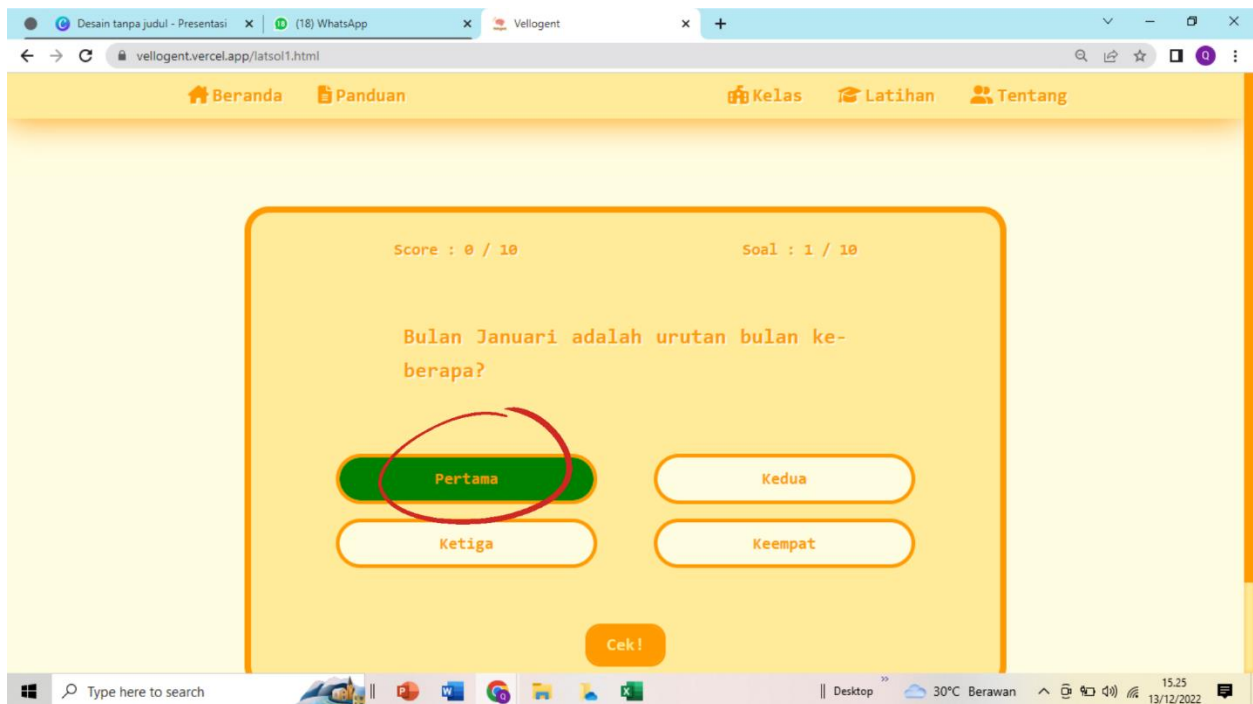 Desain tanpa judul - Presentasi
(18) WhatsApp
Vellogent
vellogent.vercel.app/latsol1.html
Q
Beranda
Panduan
Kelas
Latihan
Tentang
Score : 0 / 10
Soal : 1 / 10
Bulan Januari adalah urutan bulan ke-
berapa?
Pertama
Kedua
Ketiga
Keempat
Cek!
Type here to search
Desktop
30°C Berawan
15.25
13/12/2022